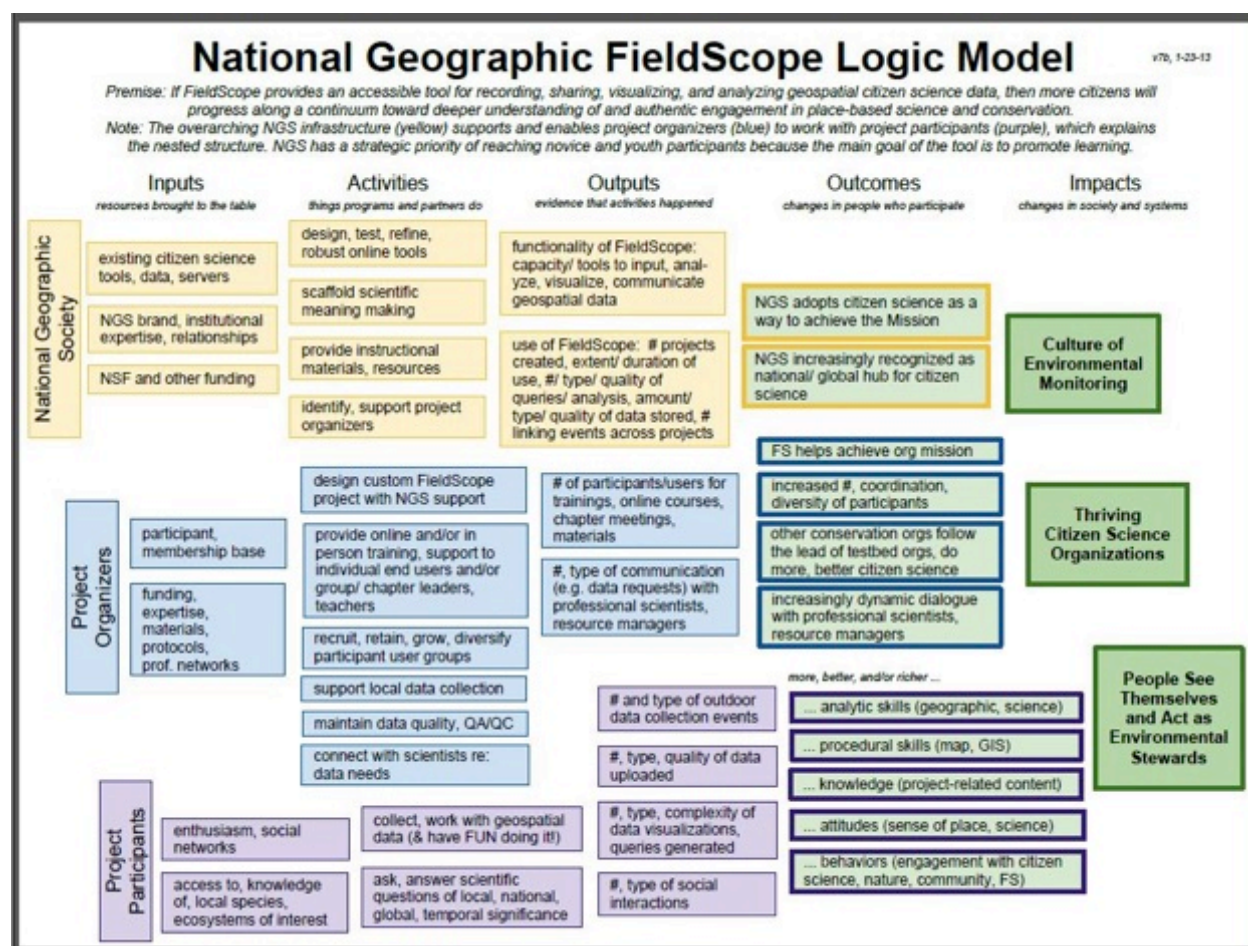 National Geographic FieldScope Logic Model
v7b, 1-23-13
Premise: If FieldScope provides an accessible tool for recording, sharing, visualizing, and analyzing geospatial citizen science data, then more citizens will
progress along a continuum toward deeper understanding of and authentic engagement in place-based science and conservation.
Note: The overarching NGS infrastructure (yellow) supports and enables project organizers (blue) to work with project participants (purple), which explains
the nested structure. NGS has a strategic priority of reaching novice and youth participants because the main goal of the tool is to promote learning.
Inputs
resources brought to the table
Activities
things programs and partners do
Outputs
evidence that activities happened
Outcomes
changes in people who participate
Impacts
changes in society and systems
National Geographic
Society
existing citizen science
tools, data, servers
NGS brand, institutional
expertise, relationships
NSF and other funding
design, test, refine,
robust online tools
scaffold scientific
meaning making
provide instructional
materials, resources
identify, support project
organizers
functionality of FieldScope:
capacity/ tools to input, anal-
yze, visualize, communicate
geospatial data
use of FieldScope: # projects
created, extent/ duration of
use, #/ type/ quality of
queries/ analysis, amount/
type/ quality of data stored, #
linking events across projects
NGS adopts citizen science as a
way to achieve the Mission
NGS increasingly recognized as
national/ global hub for citizen
science
Culture of
Environmental
Monitoring
Project
Organizers
participant,
membership base
funding,
expertise,
materials,
protocols,
prof. networks
design custom FieldScope
project with NGS support
provide online and/or in
person training, support to
individual end users and/or
group/ chapter leaders,
teachers
recruit, retain, grow, diversify
participant user groups
support local data collection
maintain data quality, QA/QC
connect with scientists re:
data needs
# of participants/users for
trainings, online courses,
chapter meetings,
materials
#, type of communication
(e.g. data requests) with
professional scientists,
resource managers
FS helps achieve org mission
increased #, coordination,
diversity of participants
other conservation orgs follow
the lead of testbed orgs, do
more, better citizen science
increasingly dynamic dialogue
with professional scientists,
resource managers
Thriving
Citizen Science
Organizations
Project
Participants
enthusiasm, social
networks
access to, knowledge
of, local species,
ecosystems of interest
collect, work with geospatial
data (& have FUN doing it!)
ask, answer scientific
questions of local, national,
global, temporal significance
# and type of outdoor
data collection events
#, type, quality of data
uploaded
#, type, complexity of
data visualizations,
queries generated
#, type of social
interactions
more, better, and/or richer ...
... analytic skills (geographic, science)
... procedural skills (map, GIS)
... knowledge (project-related content)
... attitudes (sense of place, science)
... behaviors (engagement with citizen
science, nature, community, FS)
People See
Themselves
and Act as
Environmental
Stewards